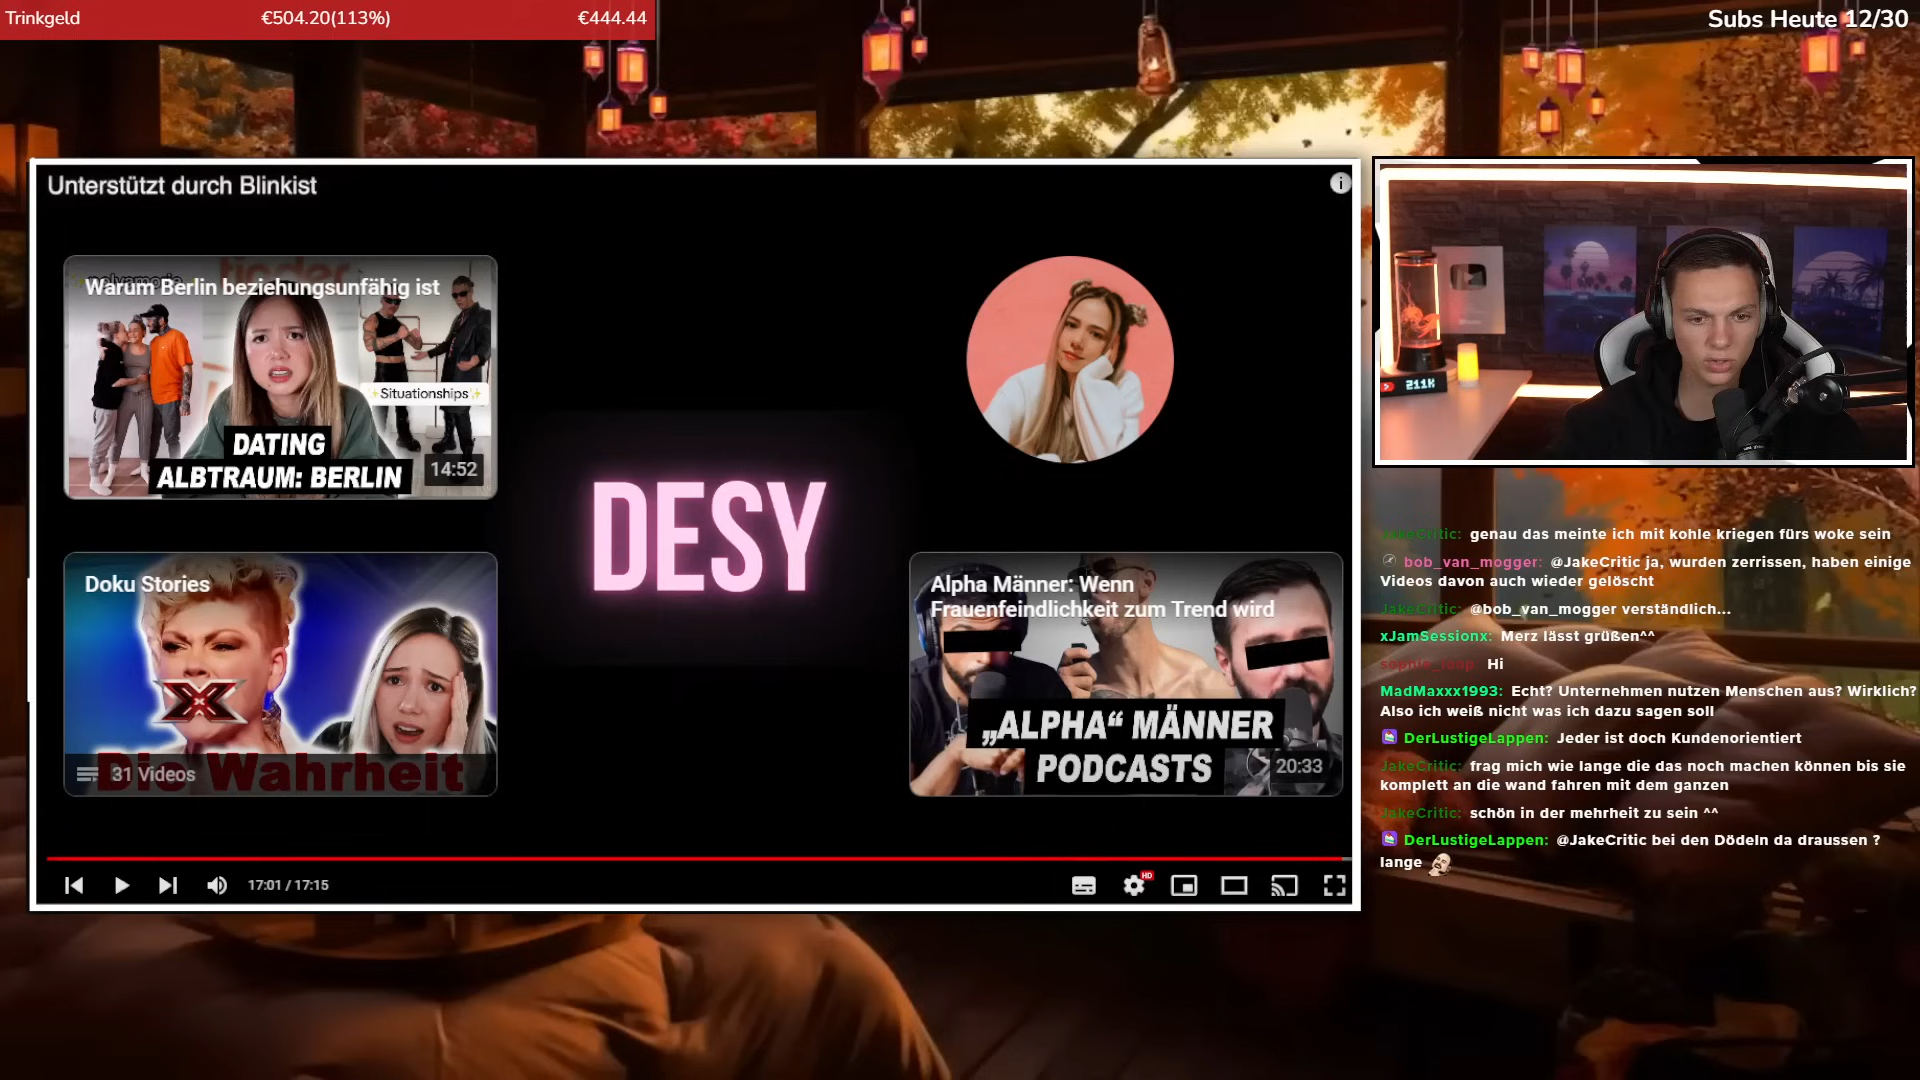 Trinkgeld €504.20(113%) €444.44
Subs Heute 12/30
Unterstützt durch Blinkist
Warum Berlin beziehungsunfähig ist
✨Situationships✨
DATING
ALBTRAUM: BERLIN
14:52
DESY
Doku Stories
Die Wahrheit
31 Videos
Alpha Männer: Wenn
Frauenfeindlichkeit zum Trend wird
„ALPHA“ MÄNNER
PODCASTS
20:33
17:01 / 17:15
HD
211K
JakeCritic: genau das meinte ich mit kohle kriegen fürs woke sein
bob_van_mogger: @JakeCritic ja, wurden zerrissen, haben einige
Videos davon auch wieder gelöscht
JakeCritic: @bob_van_mogger verständlich...
xJamSessionx: Merz lässt grüßen^^
Hi
MadMaxxx1993: Echt? Unternehmen nutzen Menschen aus? Wirklich?
Also ich weiß nicht was ich dazu sagen soll
DerLustigeLappen: Jeder ist doch Kundenorientiert
JakeCritic: frag mich wie lange die das noch machen können bis sie
komplett an die wand fahren mit dem ganzen
JakeCritic: schön in der mehrheit zu sein ^^
DerLustigeLappen: @JakeCritic bei den Dödeln da draussen ?
lange